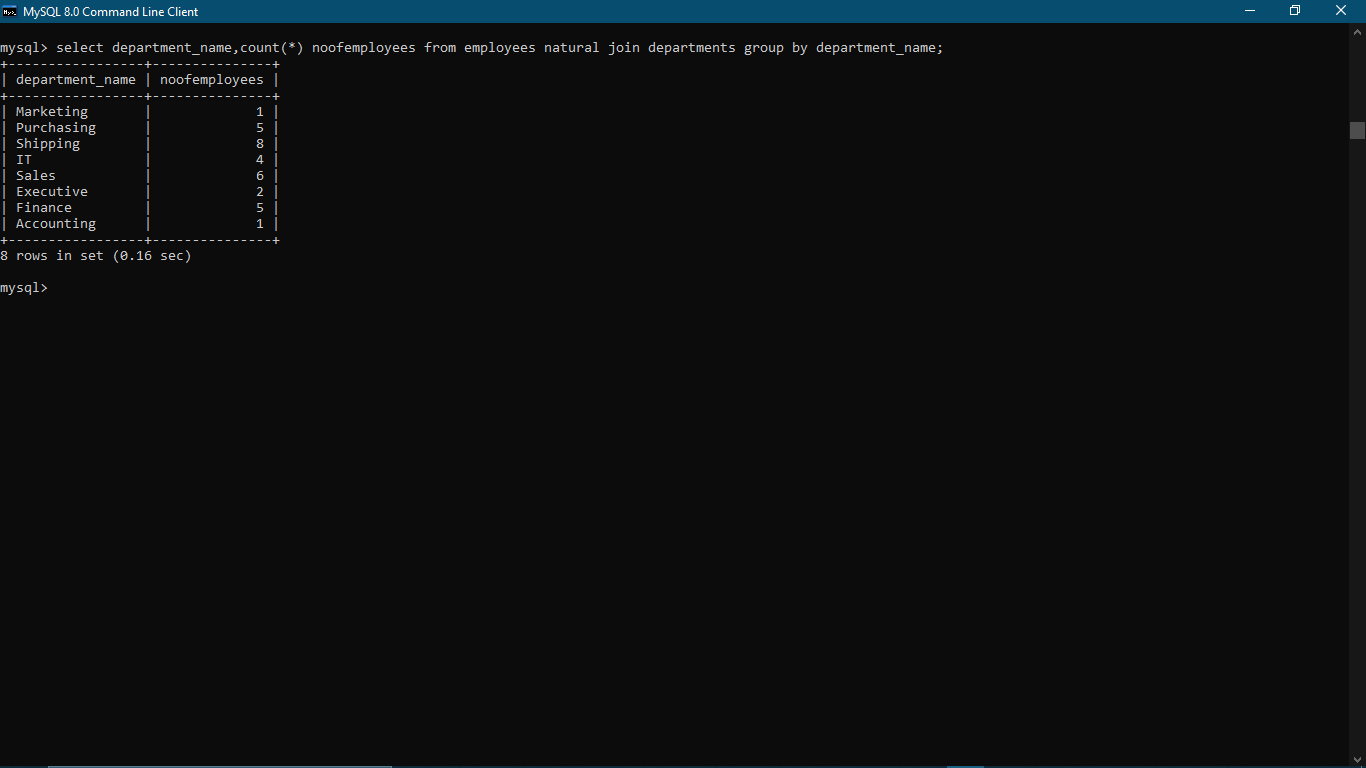 MySQL 8.0 Command Line Client
mysql> select department_name,count(*) noofemployees from employees natural join departments group by department_name;
+-----------------+---------------+
| department_name | noofemployees |
+-----------------+---------------+
| Marketing       |             1 |
| Purchasing      |             5 |
| Shipping        |             8 |
| IT              |             4 |
| Sales           |             6 |
| Executive       |             2 |
| Finance         |             5 |
| Accounting      |             1 |
+-----------------+---------------+
8 rows in set (0.16 sec)
mysql>